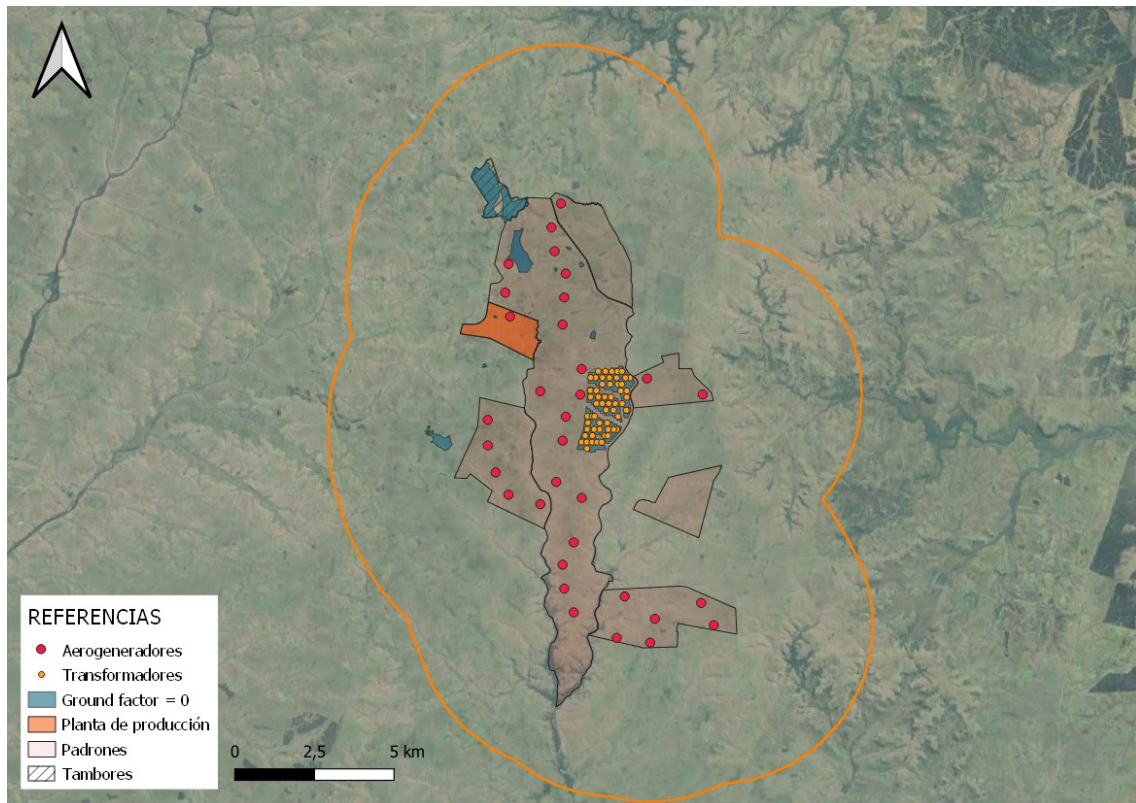 REFERENCIAS
Aerogeneradores
Transformadores
Ground factor = 0
Planta de producción
Padrones
Tambores
0 2,5 5 km